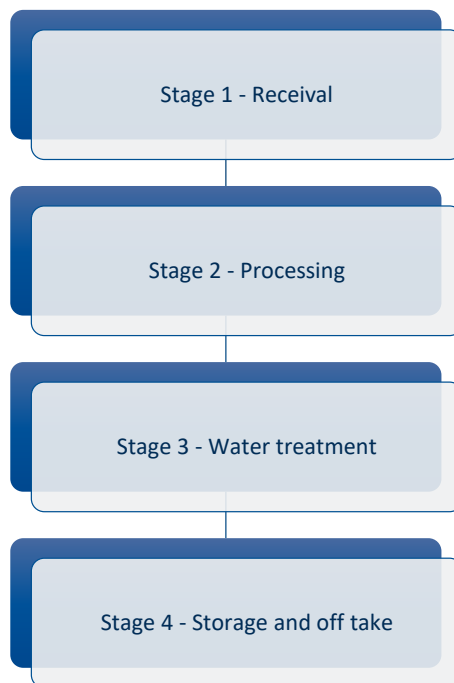 Stage 1 - Receival
Stage 2 - Processing
Stage 3 - Water treatment
Stage 4 - Storage and off take